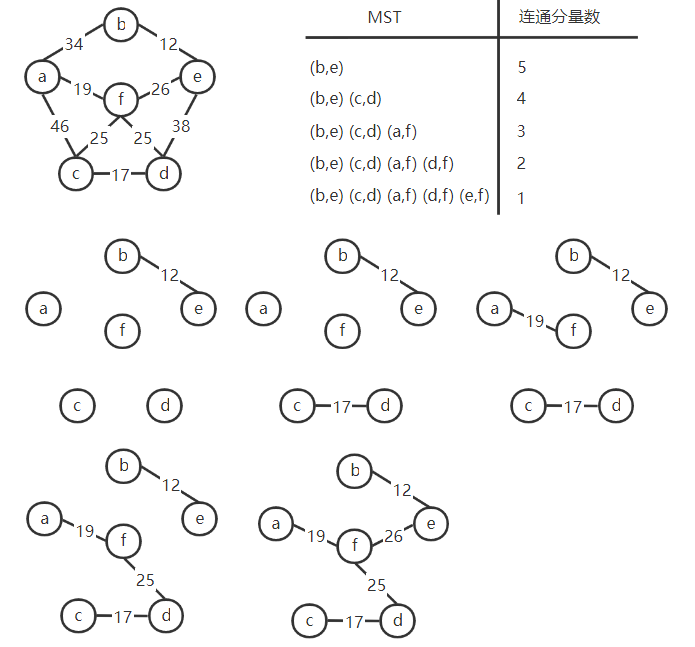 b
34
12
a
19
26
e
f
46
25
25
38
c
17
d
MST 连通分量数
(b,e) 5
(b,e) (c,d) 4
(b,e) (c,d) (a,f) 3
(b,e) (c,d) (a,f) (d,f) 2
(b,e) (c,d) (a,f) (d,f) (e,f) 1
b
12
a
e
f
c
d
b
12
a
e
f
c
17
d
b
12
a
e
19
f
c
17
d
b
12
a
e
19
f
25
c
17
d
b
12
a
e
19
26
f
25
c
17
d